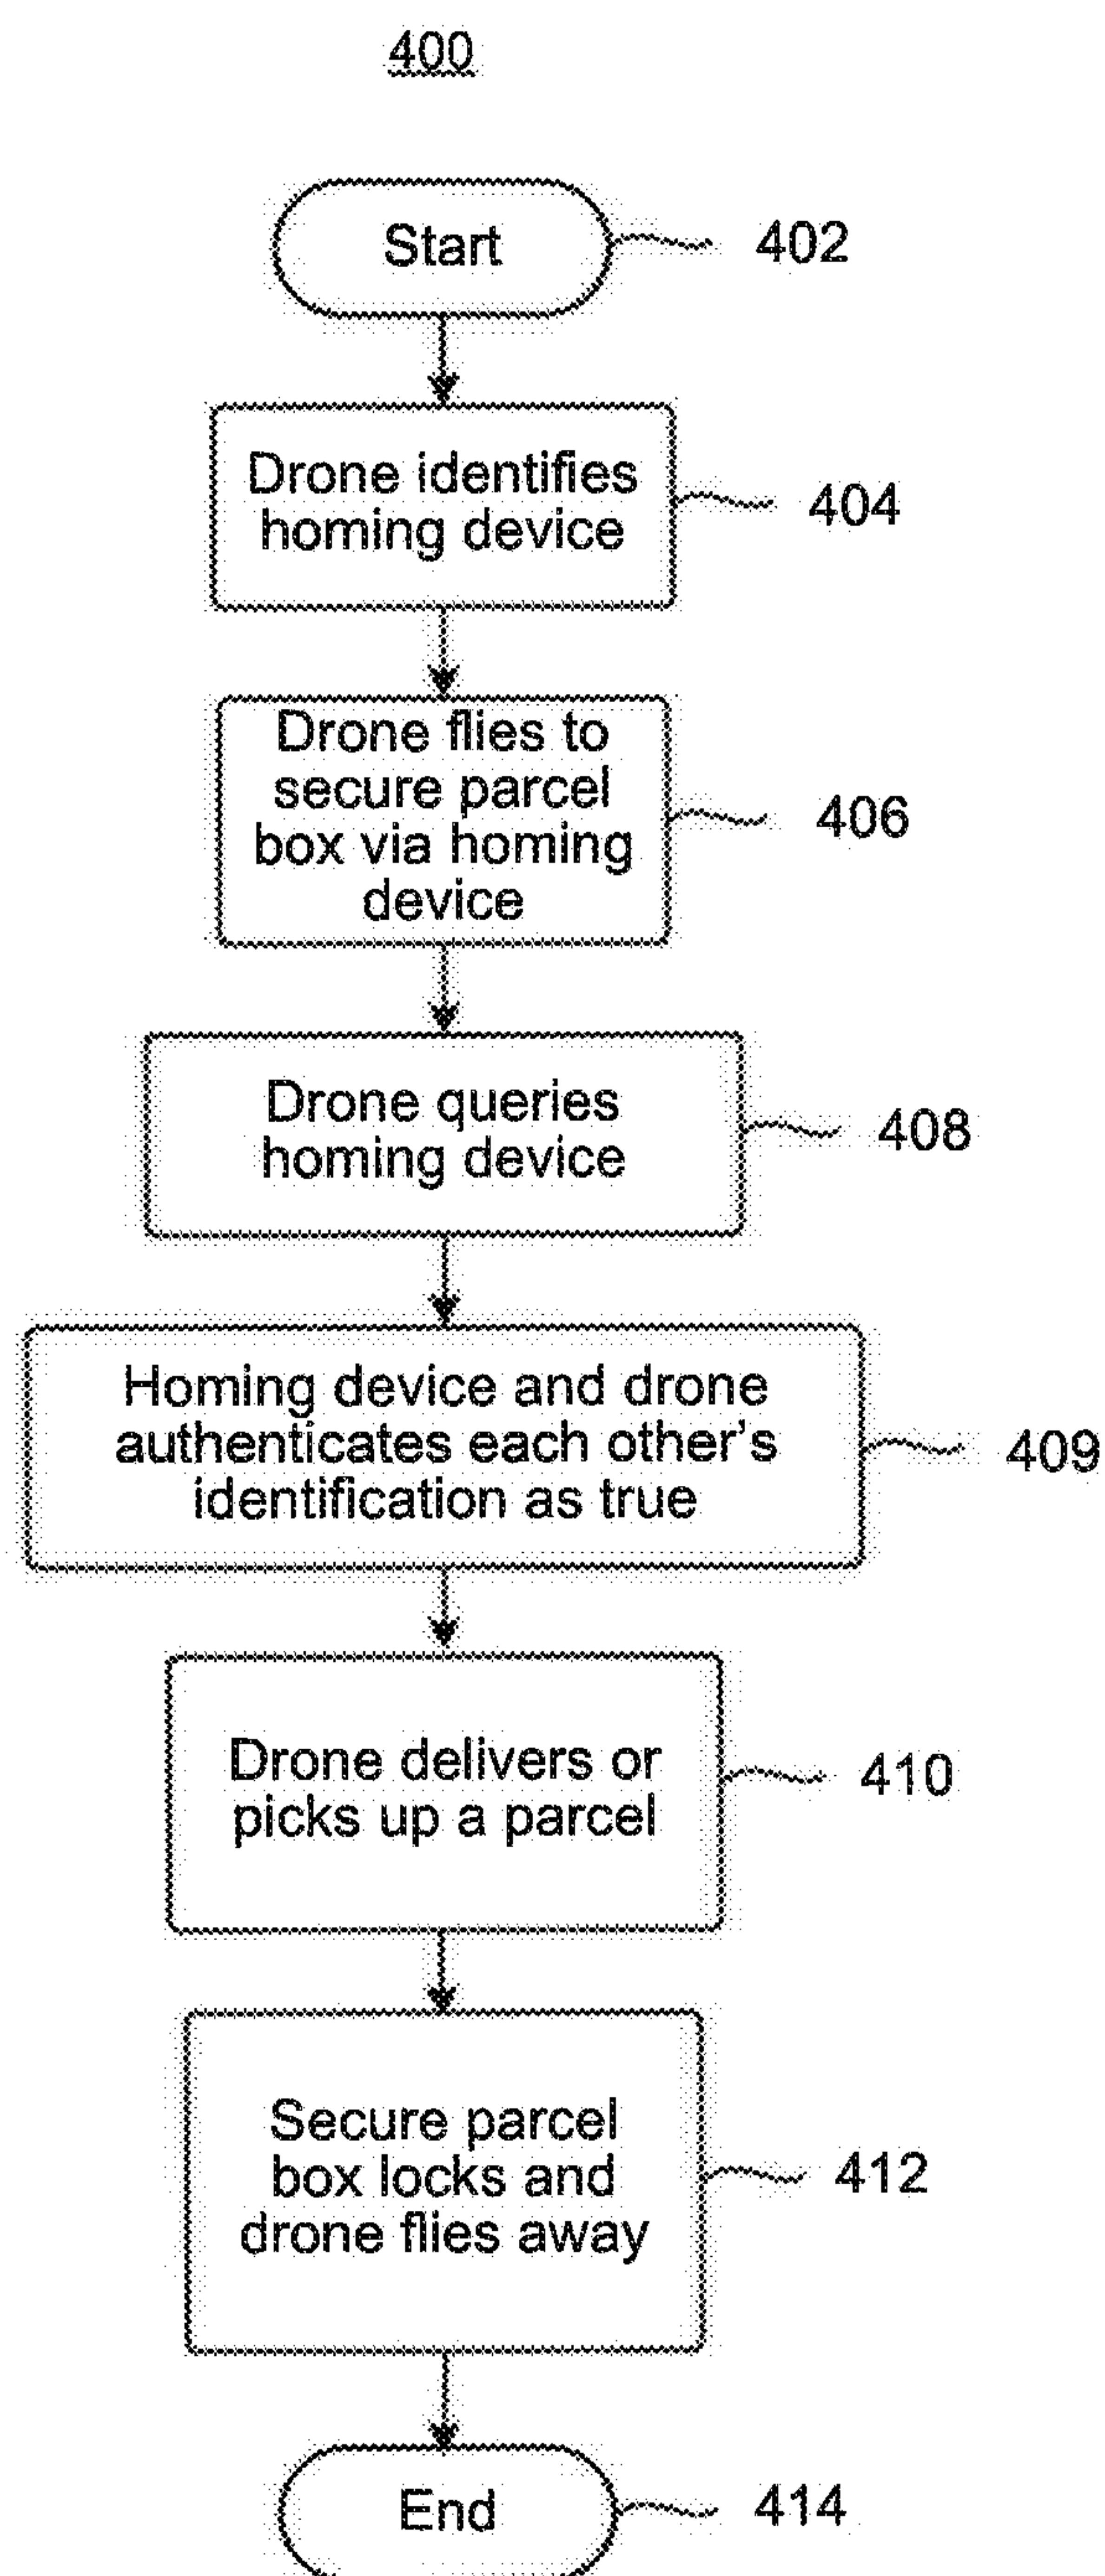 400
Start
402
Drone identifies
homing device
404
Drone flies to
secure parcel
box via homing
device
406
Drone queries
homing device
408
Homing device and drone
authenticates each other's
identification as true
409
Drone delivers or
picks up a parcel
410
Secure parcel
box locks and
drone flies away
412
End
414